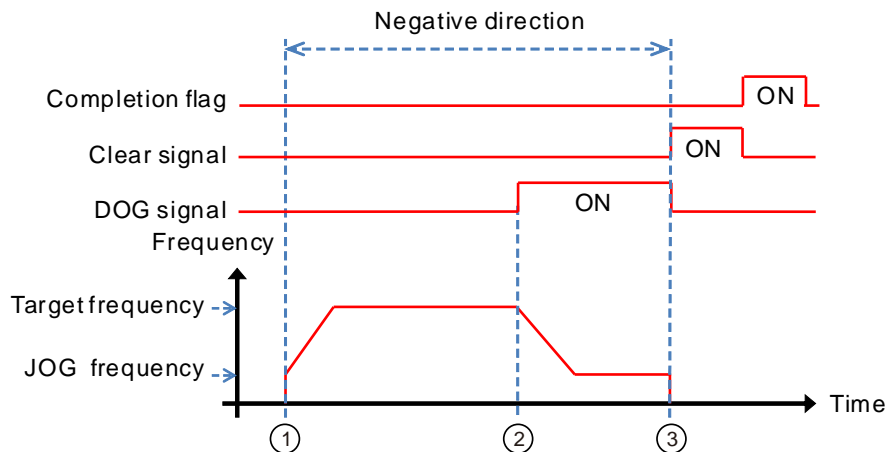 Negative direction
Completion flag
ON
Clear signal
ON
DOG signal
ON
Frequency
Target frequency
JOG frequency
Time
1 2 3